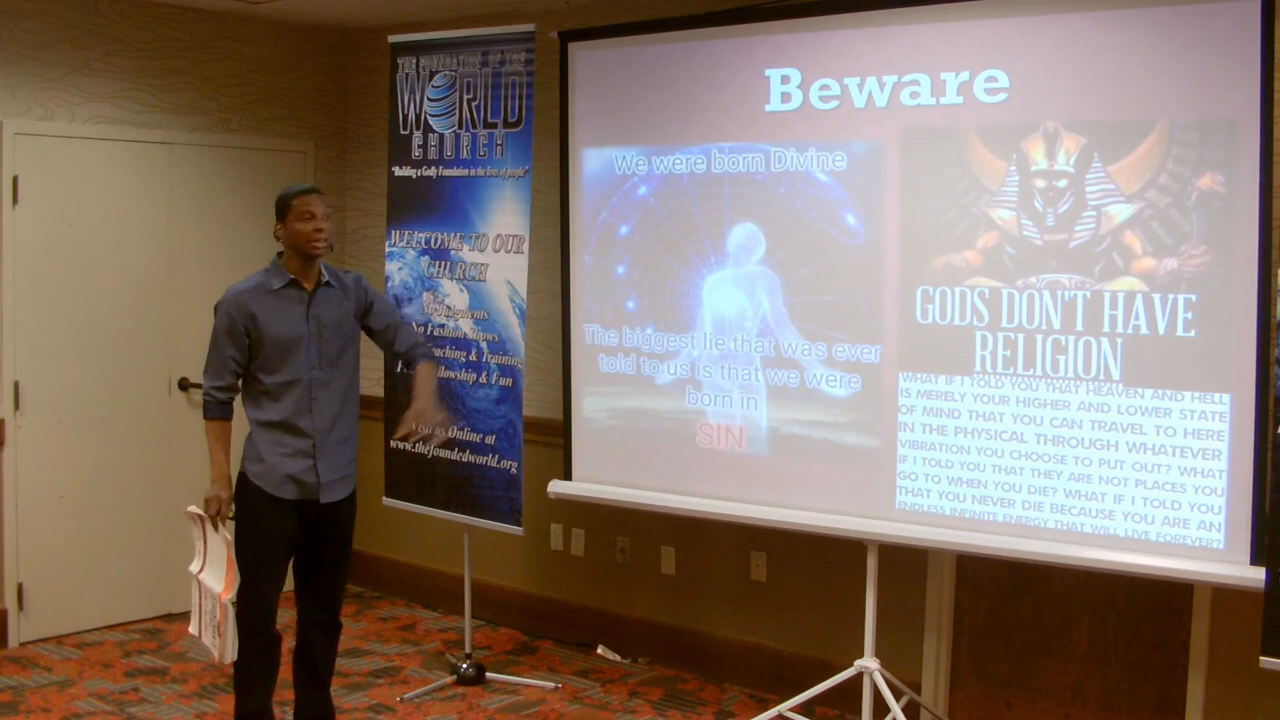 THE FOUNDATION OF THE
WORLD
CHURCH
"Building a Godly Foundation in the lives of people"
WELCOME TO OUR
CHURCH
No Judgments
No Fashion Shows
Teaching & Training
Fellowship & Fun
Visit us Online at
www.thefoundedworld.org
Beware
We were born Divine
The biggest lie that was ever
told to us is that we were
born in
SIN
GODS DON'T HAVE
RELIGION
WHAT IF I TOLD YOU THAT HEAVEN AND HELL
IS MERELY YOUR HIGHER AND LOWER STATE
OF MIND THAT YOU CAN TRAVEL TO HERE
IN THE PHYSICAL THROUGH WHATEVER
VIBRATION YOU CHOOSE TO PUT OUT? WHAT
IF I TOLD YOU THAT THEY ARE NOT PLACES YOU
GO TO WHEN YOU DIE? WHAT IF I TOLD YOU
THAT YOU NEVER DIE BECAUSE YOU ARE AN
ENDLESS INFINITE ENERGY THAT WILL LIVE FOREVER?